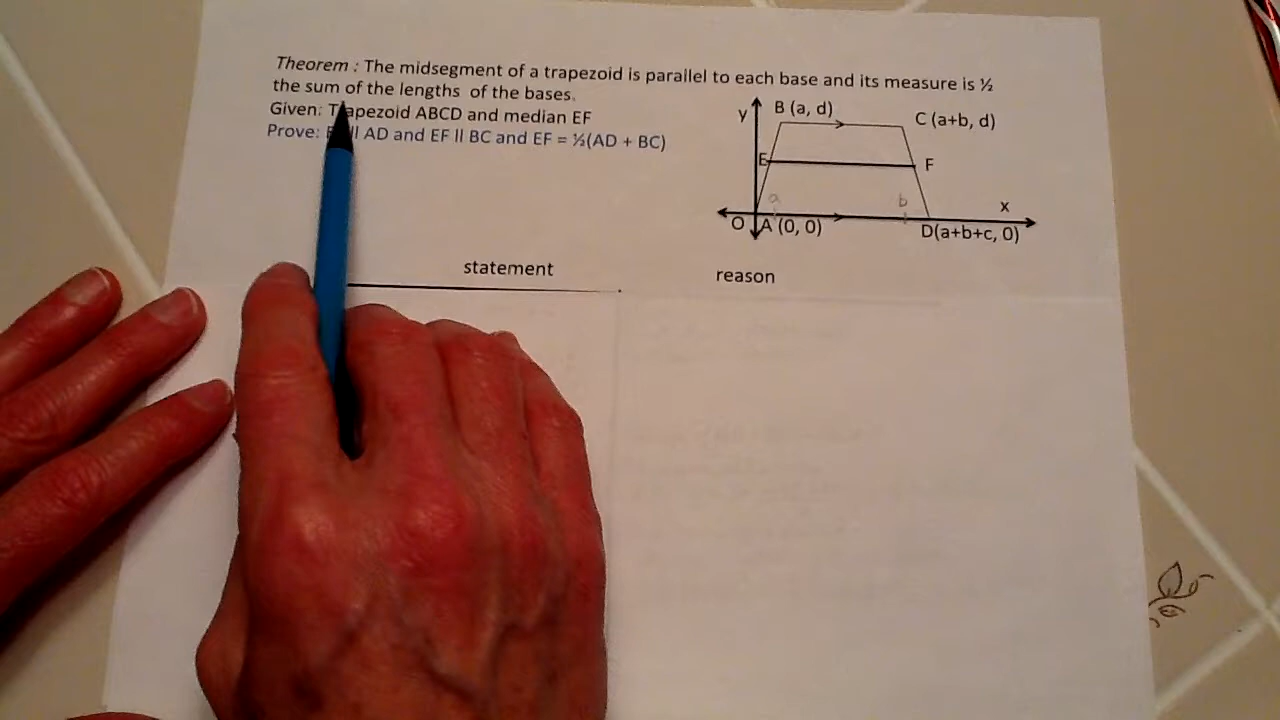 Theorem : The midsegment of a trapezoid is parallel to each base and its measure is ½
the sum of the lengths of the bases.
Given: Trapezoid ABCD and median EF
Prove: ll AD and EF ll BC and EF = ½(AD + BC)
y
B (a, d)
C (a+b, d)
E
F
a
b
x
O
A (0, 0)
D(a+b+c, 0)
statement
reason